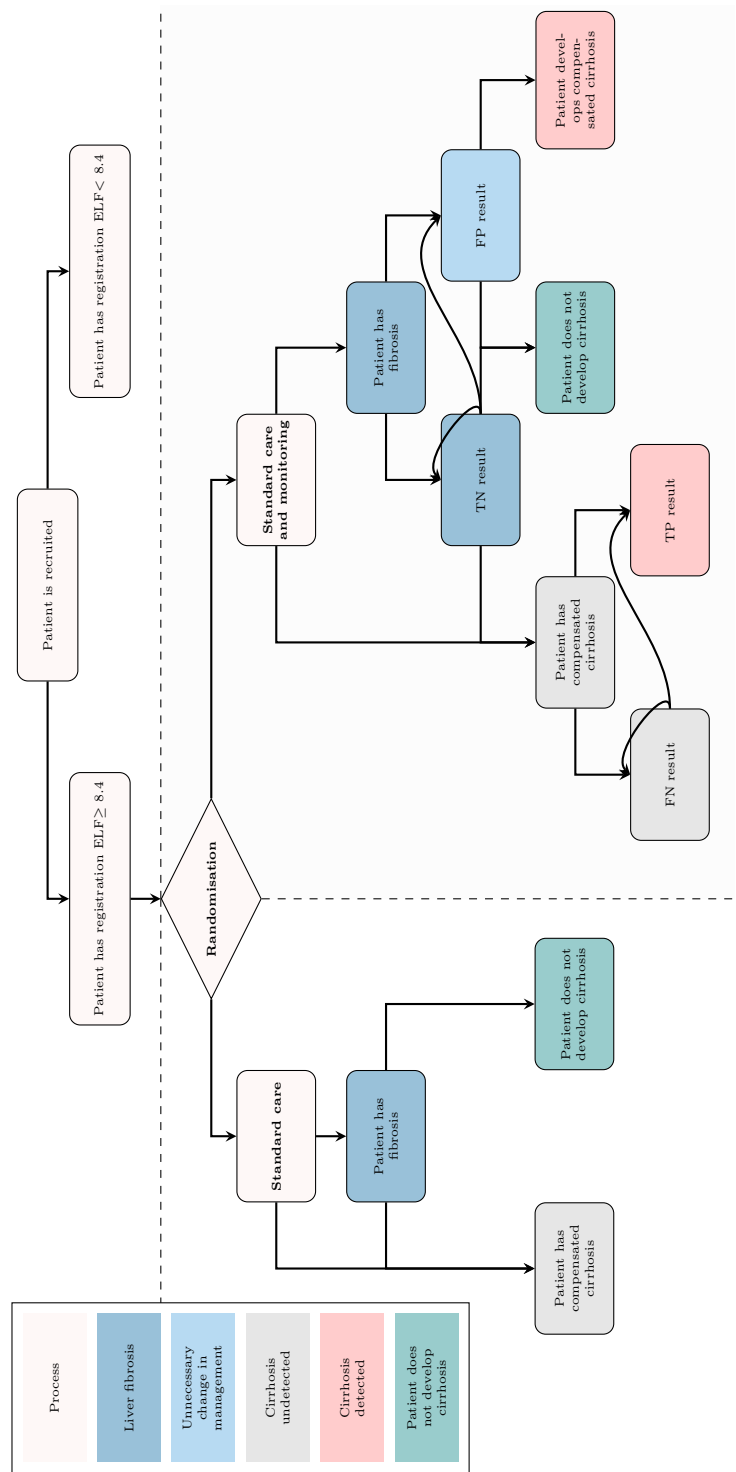 Patient is recruited
Patient has registration ELF≥ 8.4
Patient has registration ELF< 8.4
Randomisation
Standard care
Standard care
and monitoring
Patient has
fibrosis
Patient has
fibrosis
TN result
FP result
Patient has
compensated
cirrhosis
Patient does not
develop cirrhosis
Patient has
compensated
cirrhosis
Patient does not
develop cirrhosis
Patient devel-
ops compen-
sated cirrhosis
FN result
TP result
Process
Liver fibrosis
Unnecessary
change in
management
Cirrhosis
undetected
Cirrhosis
detected
Patient does
not develop
cirrhosis